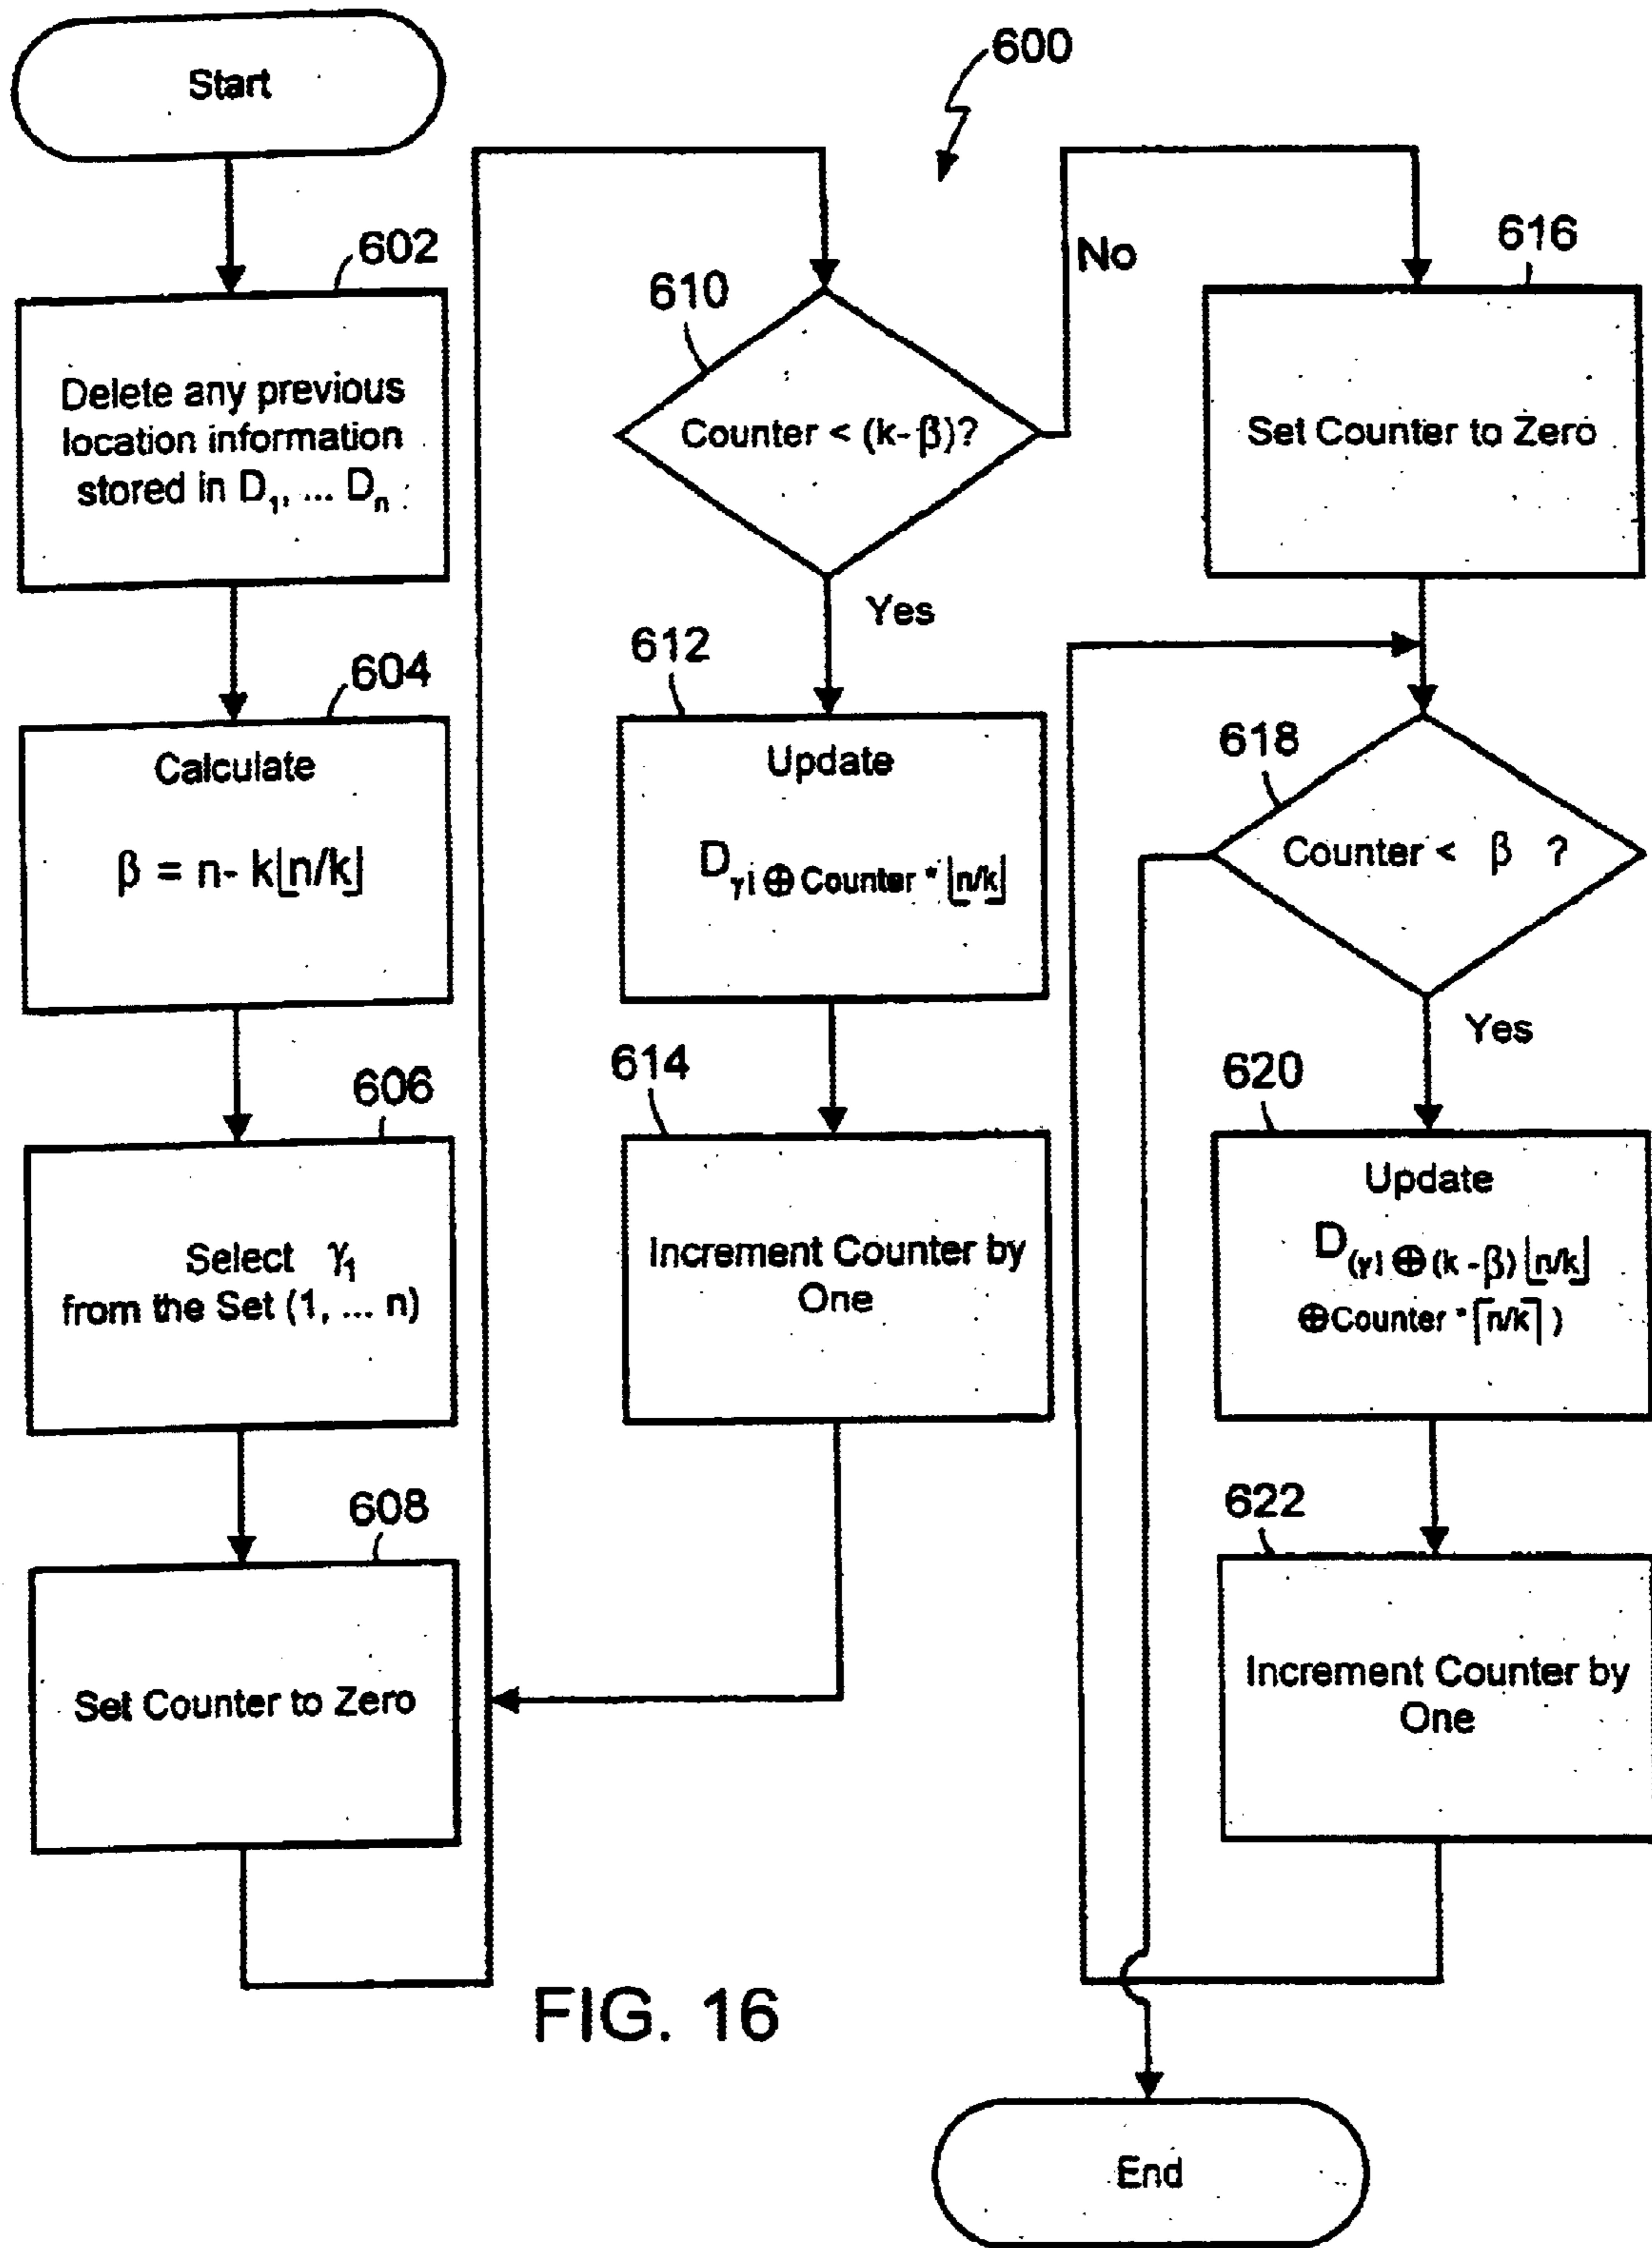 Start
600
602
Delete any previous
location information
stored in D₁, ... Dₙ
604
Calculate
β = n- k⌊n/k⌋
606
Select γ₁
from the Set (1, ... n)
608
Set Counter to Zero
610
Counter < (k- β)?
No
Yes
612
Update
D γi ⊕ Counter * ⌊n/k⌋
614
Increment Counter by
One
616
Set Counter to Zero
618
Counter < β ?
Yes
620
Update
D (γi ⊕ (k - β) ⌊n/k⌋
⊕Counter * ⌈n/k⌉ )
622
Increment Counter by
One
End
FIG. 16